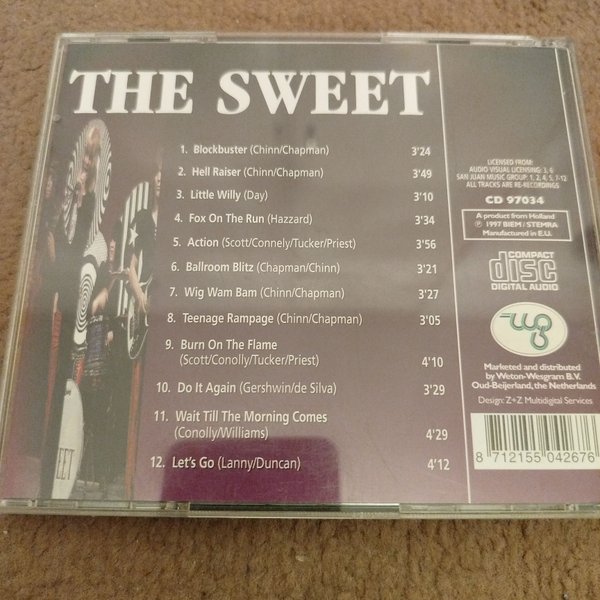 THE SWEET
1. Blockbuster (Chinn/Chapman) 3'24
2. Hell Raiser (Chinn/Chapman) 3'49
3. Little Willy (Day) 3'10
4. Fox On The Run (Hazzard) 3'34
5. Action (Scott/Connely/Tucker/Priest) 3'56
6. Ballroom Blitz (Chapman/Chinn) 3'21
7. Wig Wam Bam (Chinn/Chapman) 3'27
8. Teenage Rampage (Chinn/Chapman) 3'05
9. Burn On The Flame
(Scott/Conolly/Tucker/Priest) 4'10
10. Do It Again (Gershwin/de Silva) 3'29
11. Wait Till The Morning Comes
(Conolly/Williams) 4'29
12. Let's Go (Lanny/Duncan) 4'12
EET
LICENSED FROM:
AUDIO VISUAL LICENSING: 3, 6
SAN JUAN MUSIC GROUP: 1, 2, 4, 5, 7-12
ALL TRACKS ARE RE-RECORDINGS
CD 97034
A product from Holland
℗ 1997 BIEM / STEMRA
Manufactured in E.U.
COMPACT
disc
DIGITAL AUDIO
wg
Marketed and distributed
by Weton-Wesgram B.V.
Oud-Beijerland, the Netherlands
Design: Z+Z Multidigital Services
8 712155 042676